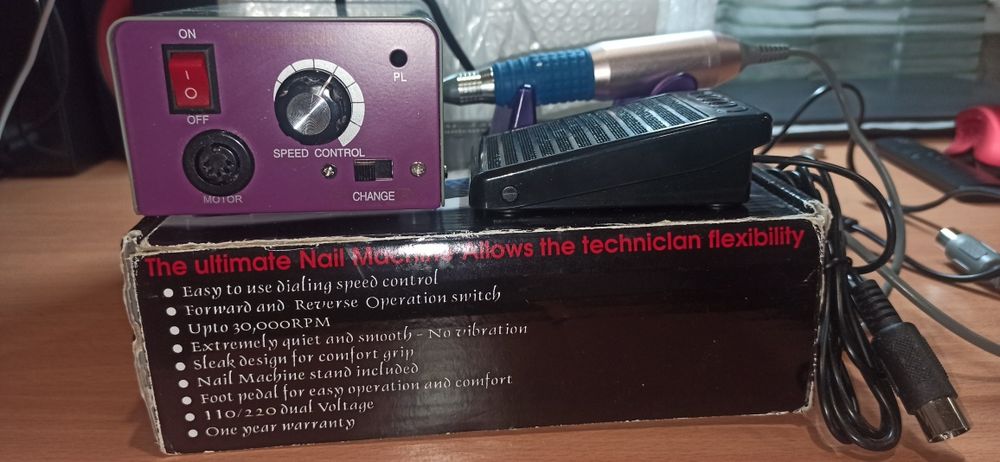 ON
I
O
OFF
PL
SPEED CONTROL
MOTOR
CHANGE
The ultimate Nail Machine Allows the technician flexibility
Easy to use dialing speed control
Forward and Reverse Operation switch
Upto 30,000RPM
Extremely quiet and smooth - No vibration
Sleak design for comfort grip
Nail Machine stand included
Foot pedal for easy operation and comfort
110/220 dual Voltage
One year warranty